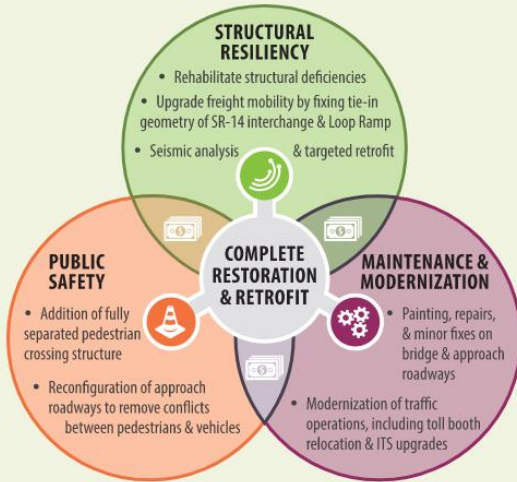 STRUCTURAL
RESILIENCY
• Rehabilitate structural deficiencies
• Upgrade freight mobility by fixing tie-in
geometry of SR-14 interchange & Loop Ramp
• Seismic analysis & targeted retrofit
COMPLETE
RESTORATION
& RETROFIT
PUBLIC
SAFETY
• Addition of fully
separated pedestrian
crossing structure
• Reconfiguration of approach
roadways to remove conflicts
between pedestrians & vehicles
MAINTENANCE &
MODERNIZATION
• Painting, repairs,
& minor fixes on
bridge & approach
roadways
• Modernization of traffic
operations, including toll booth
relocation & ITS upgrades